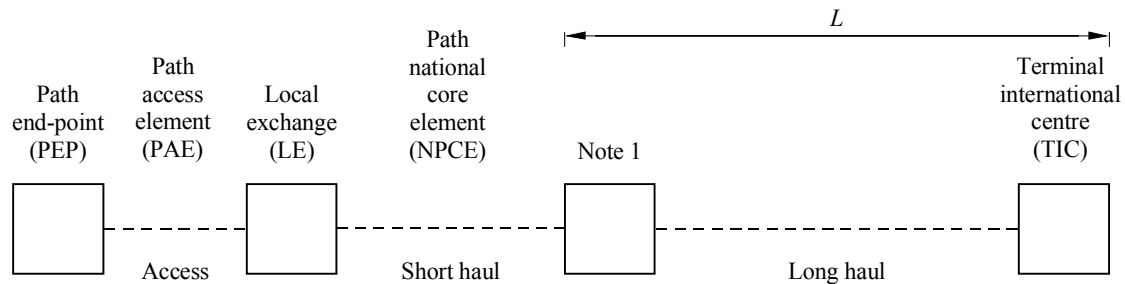 L
Path
end-point
(PEP)
Path
access
element
(PAE)
Local
exchange
(LE)
Path
national
core
element
(NPCE)
Note 1
Terminal
international
centre
(TIC)
Access
Short haul
Long haul